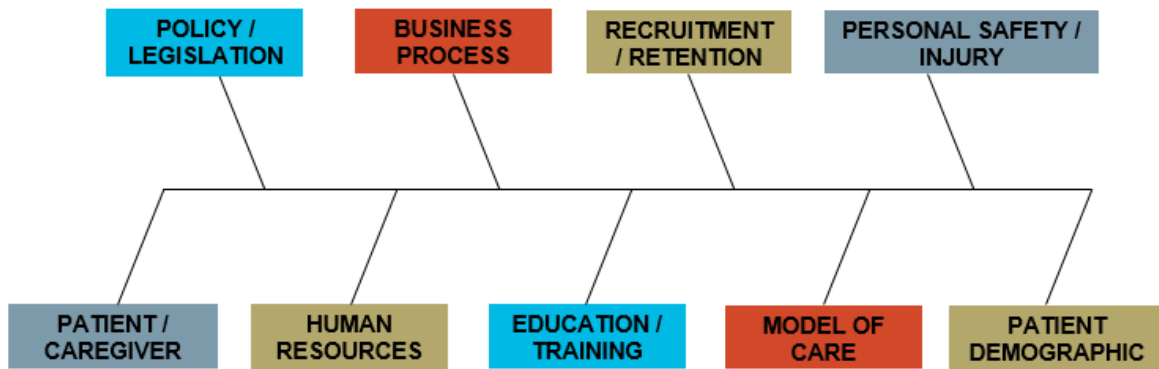 POLICY /
LEGISLATION
BUSINESS
PROCESS
RECRUITMENT
/ RETENTION
PERSONAL SAFETY /
INJURY
PATIENT /
CAREGIVER
HUMAN
RESOURCES
EDUCATION /
TRAINING
MODEL OF
CARE
PATIENT
DEMOGRAPHIC